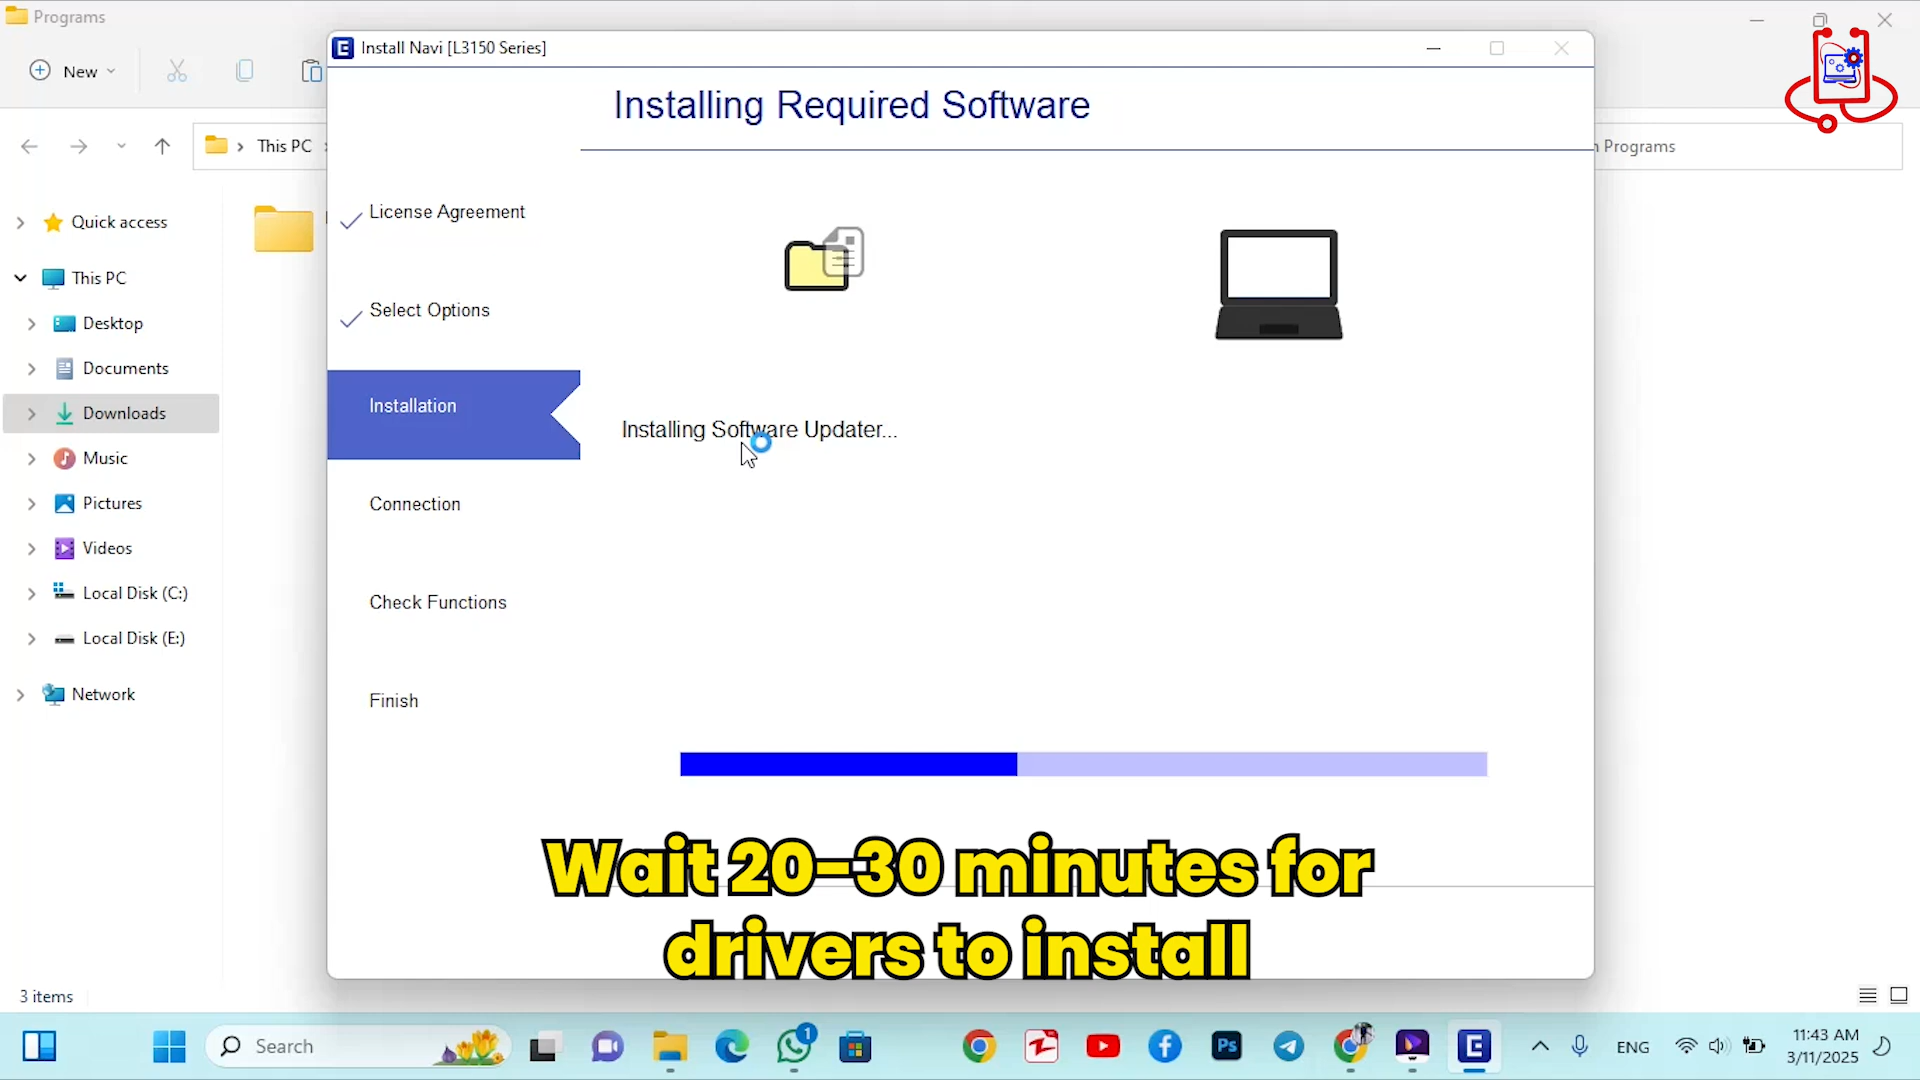 Programs
New
This PC
n Programs
Quick access
This PC
Desktop
Documents
Downloads
Music
Pictures
Videos
Local Disk (C:)
Local Disk (E:)
Network
3 items
Install Navi [L3150 Series]
Installing Required Software
License Agreement
Select Options
Installation
Connection
Check Functions
Finish
Installing Software Updater...
Wait 20–30 minutes for
drivers to install
Search
1
Ps
ENG
11:43 AM
3/11/2025